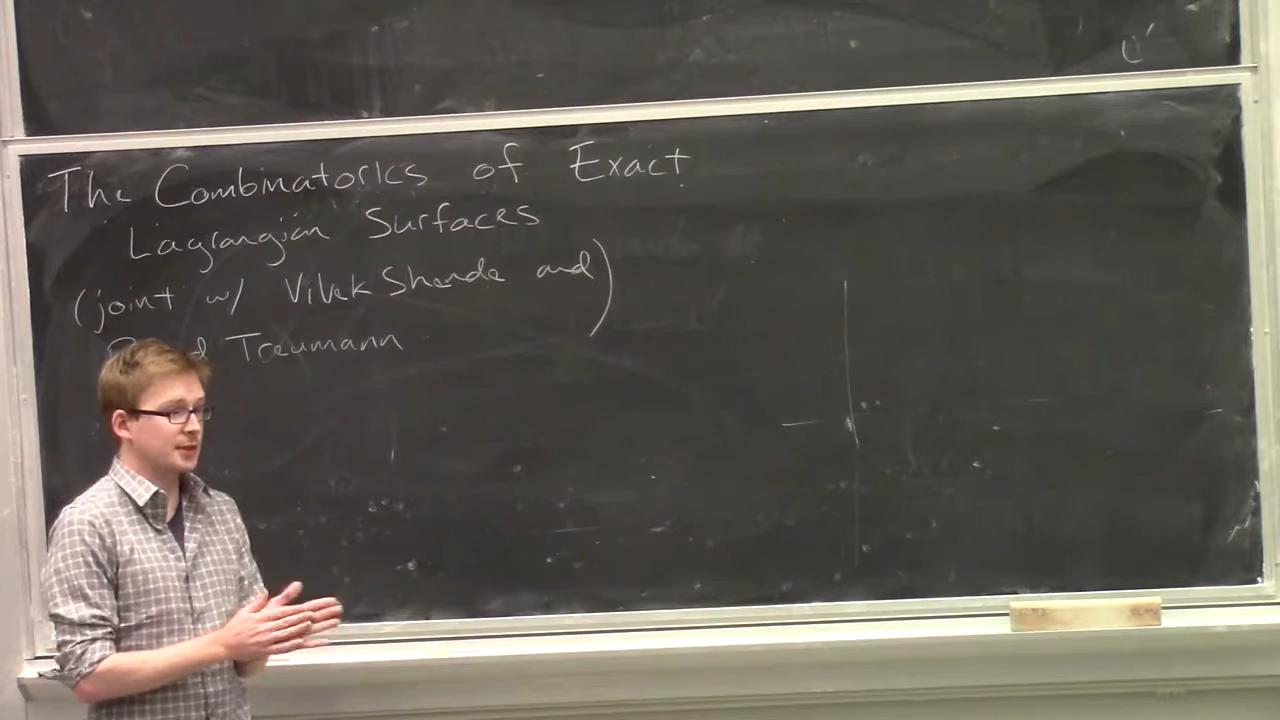 The Combinatorics of Exact
Lagrangian Surfaces
(joint w/ Vivek Shende and)
Treumann